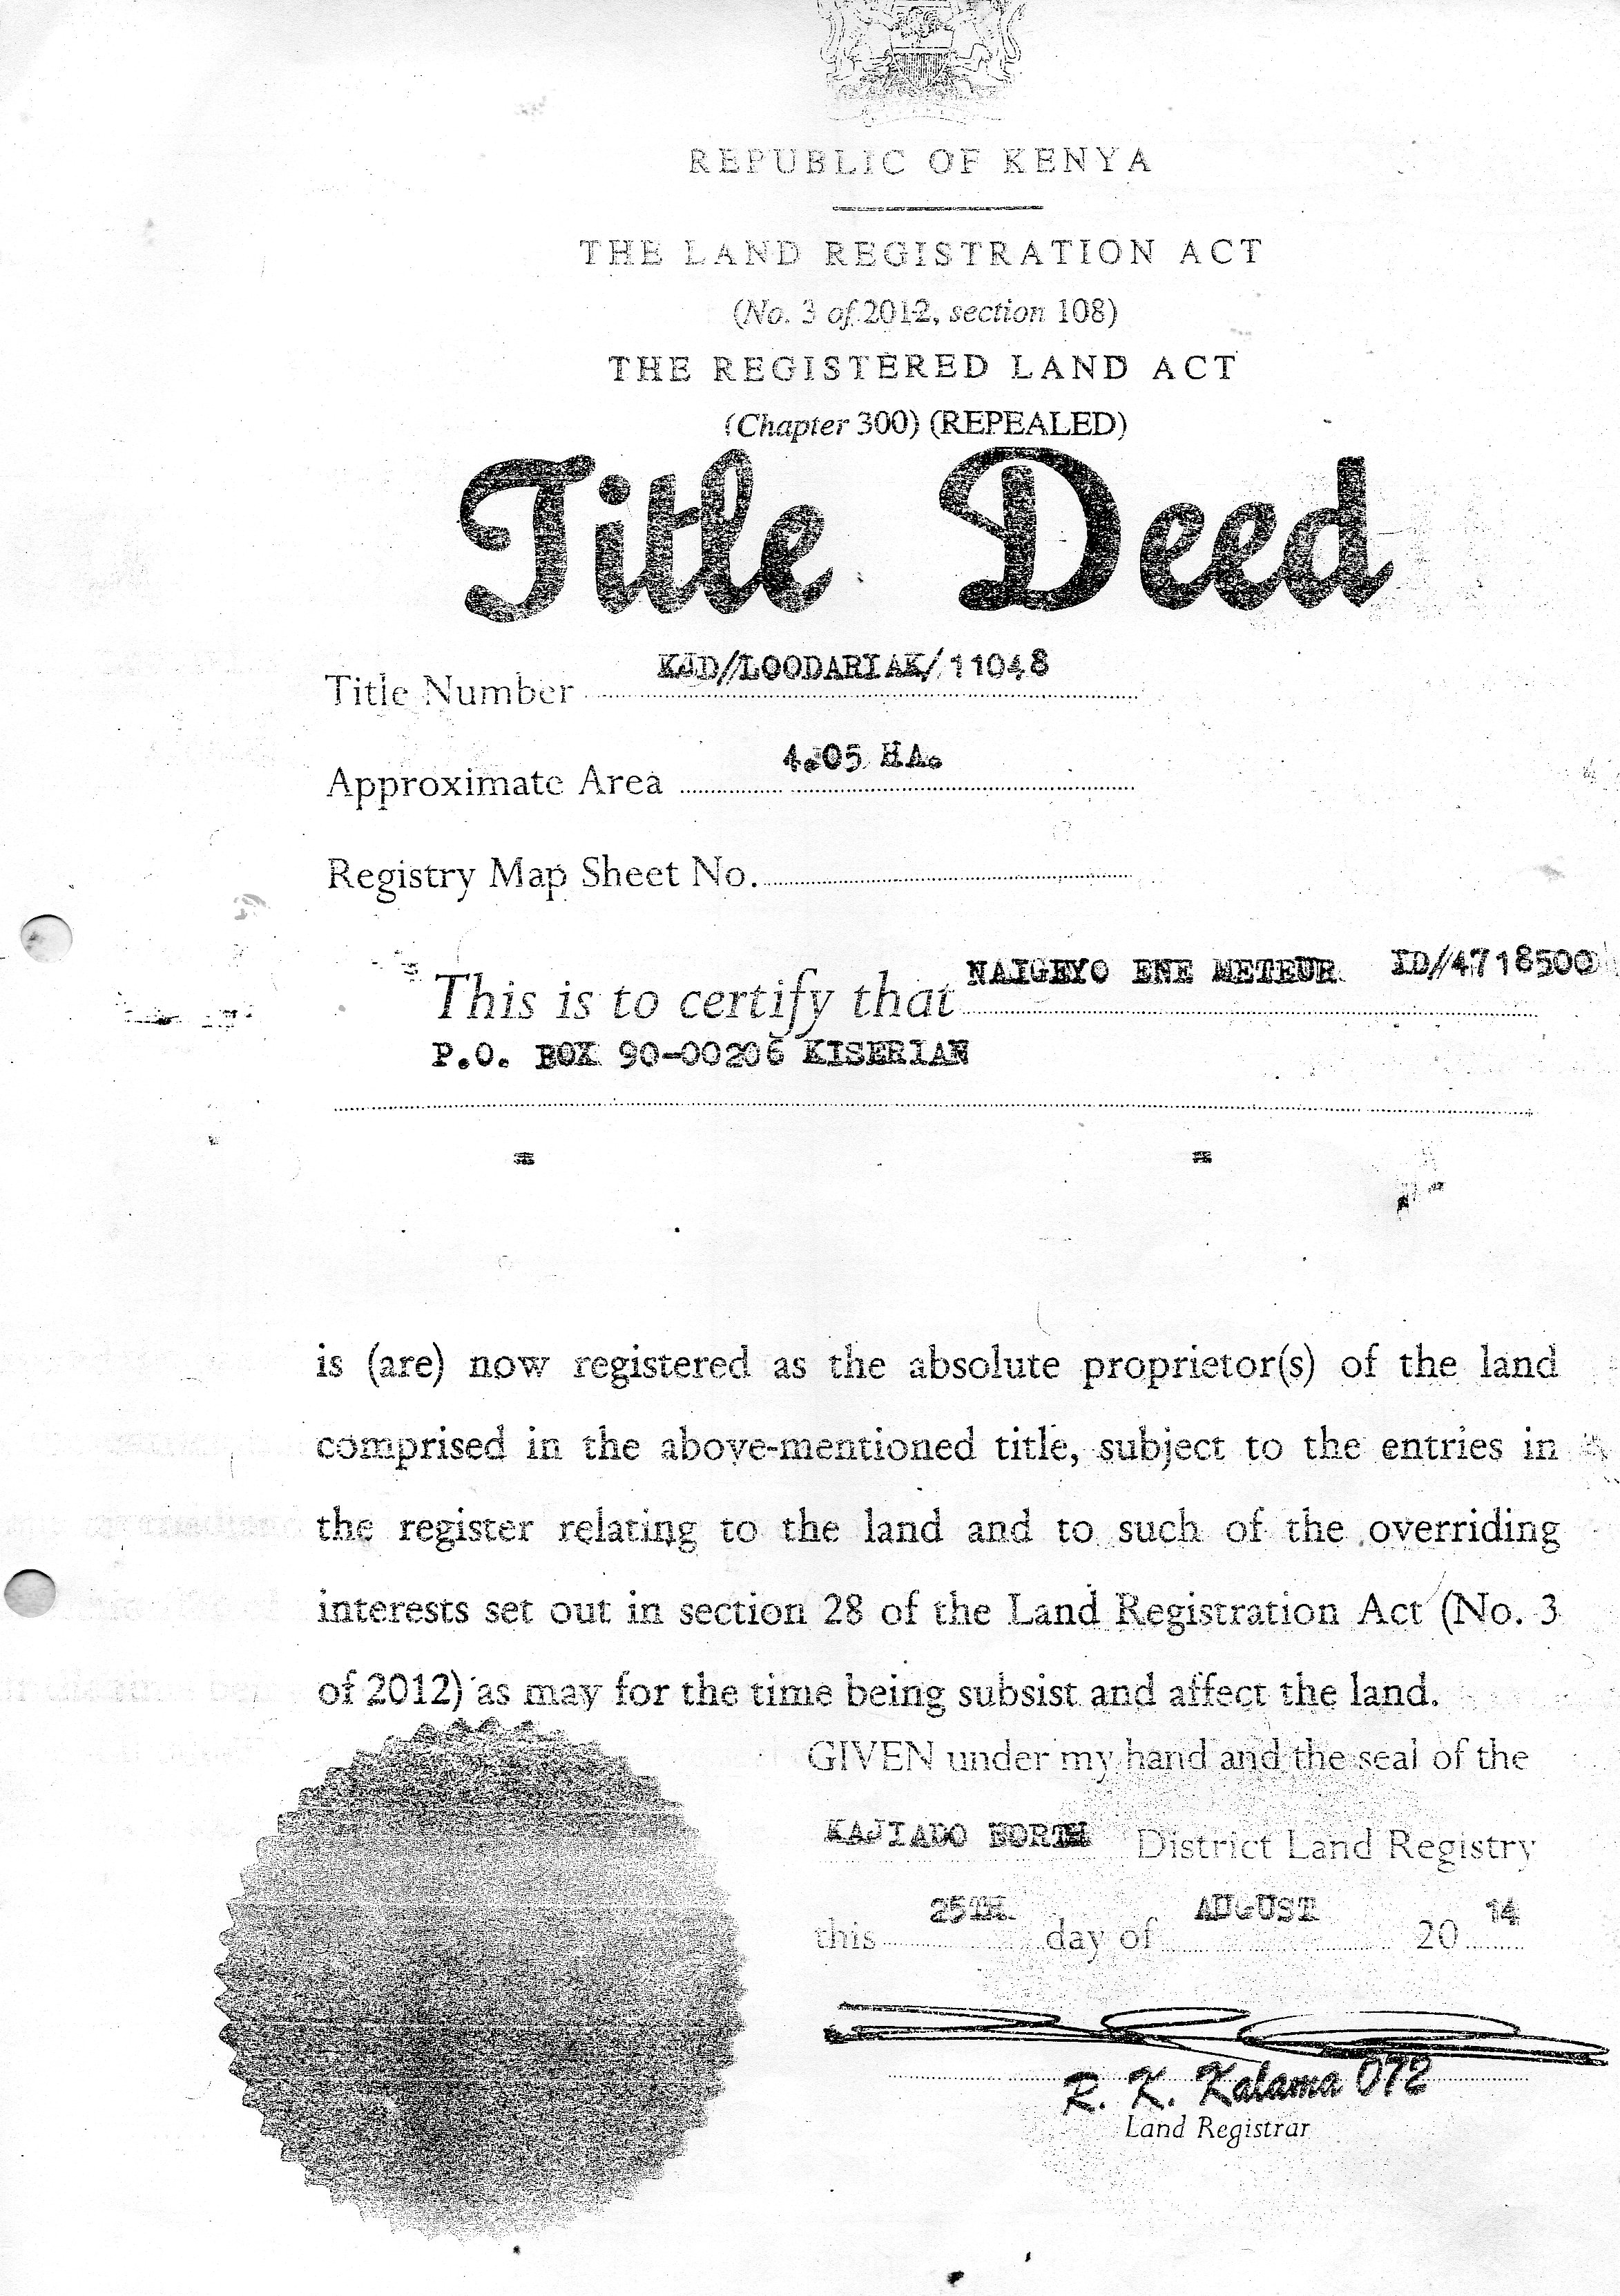 REPUBLIC OF KENYA
THE LAND REGISTRATION ACT
(No. 3 of 2012, section 108)
THE REGISTERED LAND ACT
(Chapter 300) (REPEALED)
Title Deed
Title Number KJD//LOODARIAK/11048
Approximate Area 4.05 HA.
Registry Map Sheet No.
This is to certify that NAIGEYO ENE METEUR ID//4718500
P.O. BOX 90-00206 KISERIAN
is (are) now registered as the absolute proprietor(s) of the land
comprised in the above-mentioned title, subject to the entries in
the register relating to the land and to such of the overriding
interests set out in section 28 of the Land Registration Act (No. 3
of 2012) as may for the time being subsist and affect the land.
GIVEN under my hand and the seal of the
KAJIADO NORTH District Land Registry
this 25TH. day of AUGUST 20 14
R. K. Kalama 072
Land Registrar